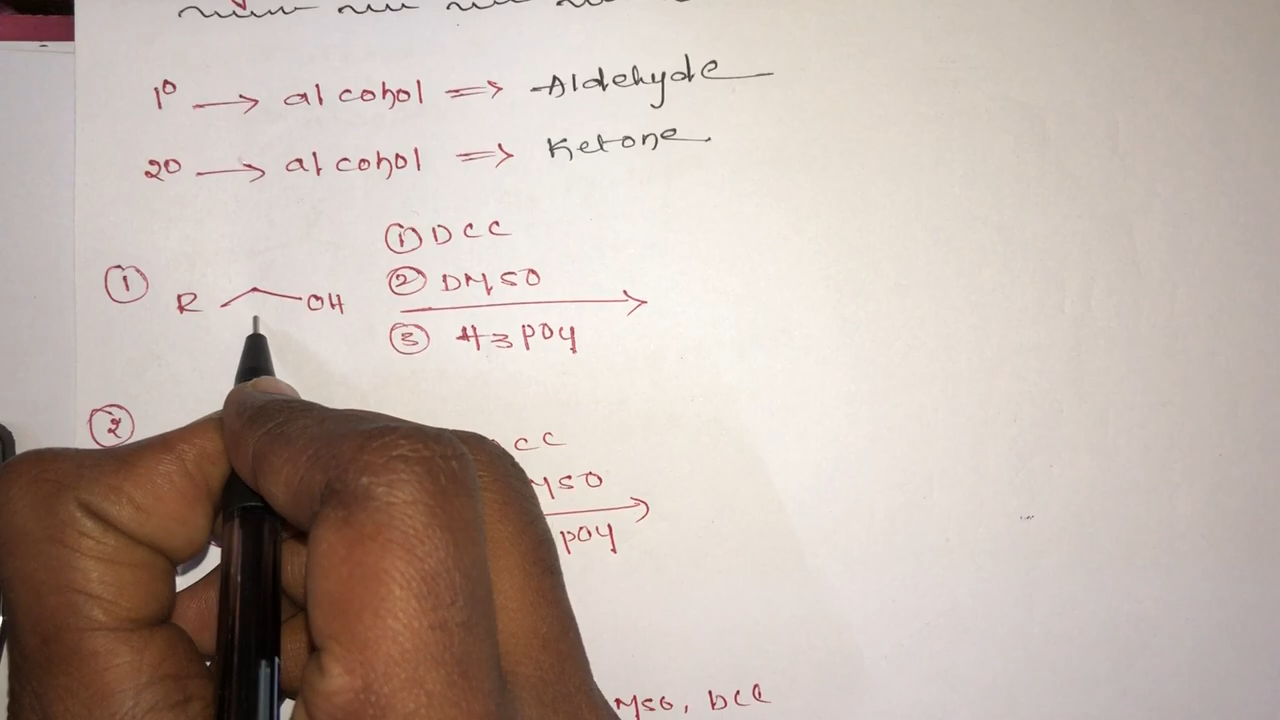 1° → alcohol ⇒ Aldehyde
2° → alcohol ⇒ Ketone
① DCC
② DMSO
① R OH →
③ H3PO4
②
CC
MSO
→
PO4
MSO, DCC